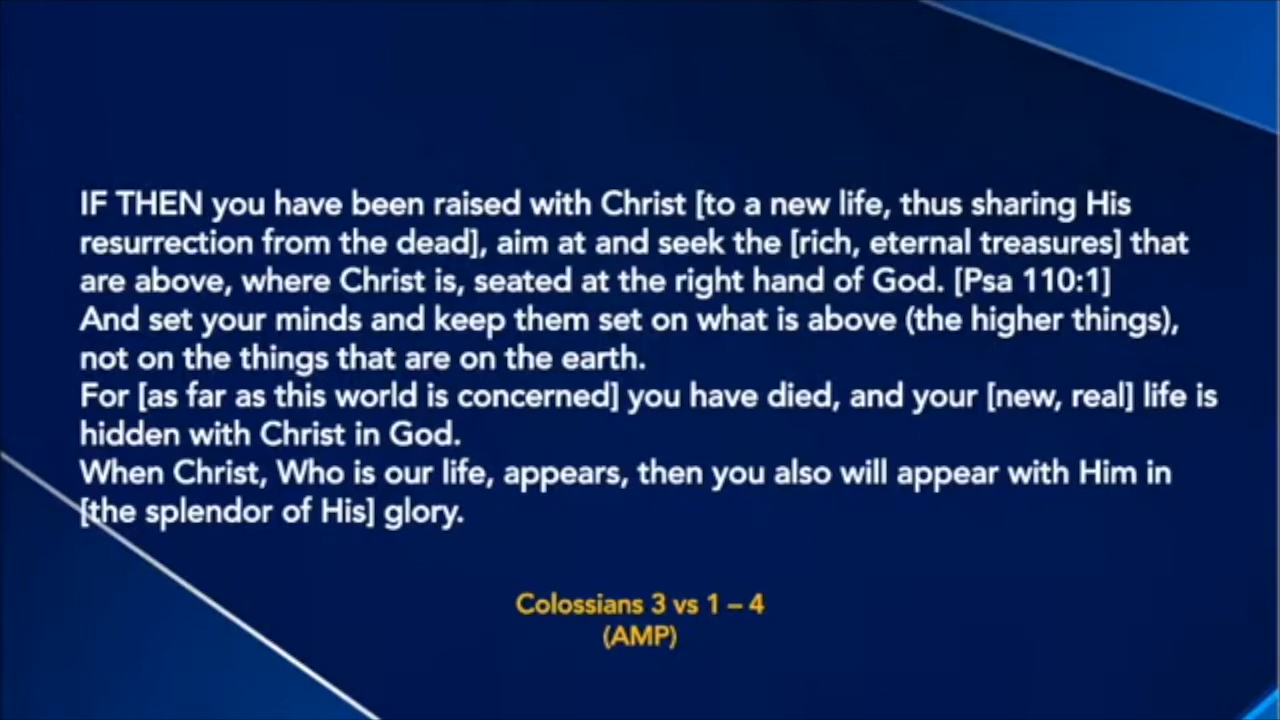 IF THEN you have been raised with Christ [to a new life, thus sharing His
resurrection from the dead], aim at and seek the [rich, eternal treasures] that
are above, where Christ is, seated at the right hand of God. [Psa 110:1]
And set your minds and keep them set on what is above (the higher things),
not on the things that are on the earth.
For [as far as this world is concerned] you have died, and your [new, real] life is
hidden with Christ in God.
When Christ, Who is our life, appears, then you also will appear with Him in
[the splendor of His] glory.
Colossians 3 vs 1 – 4
(AMP)